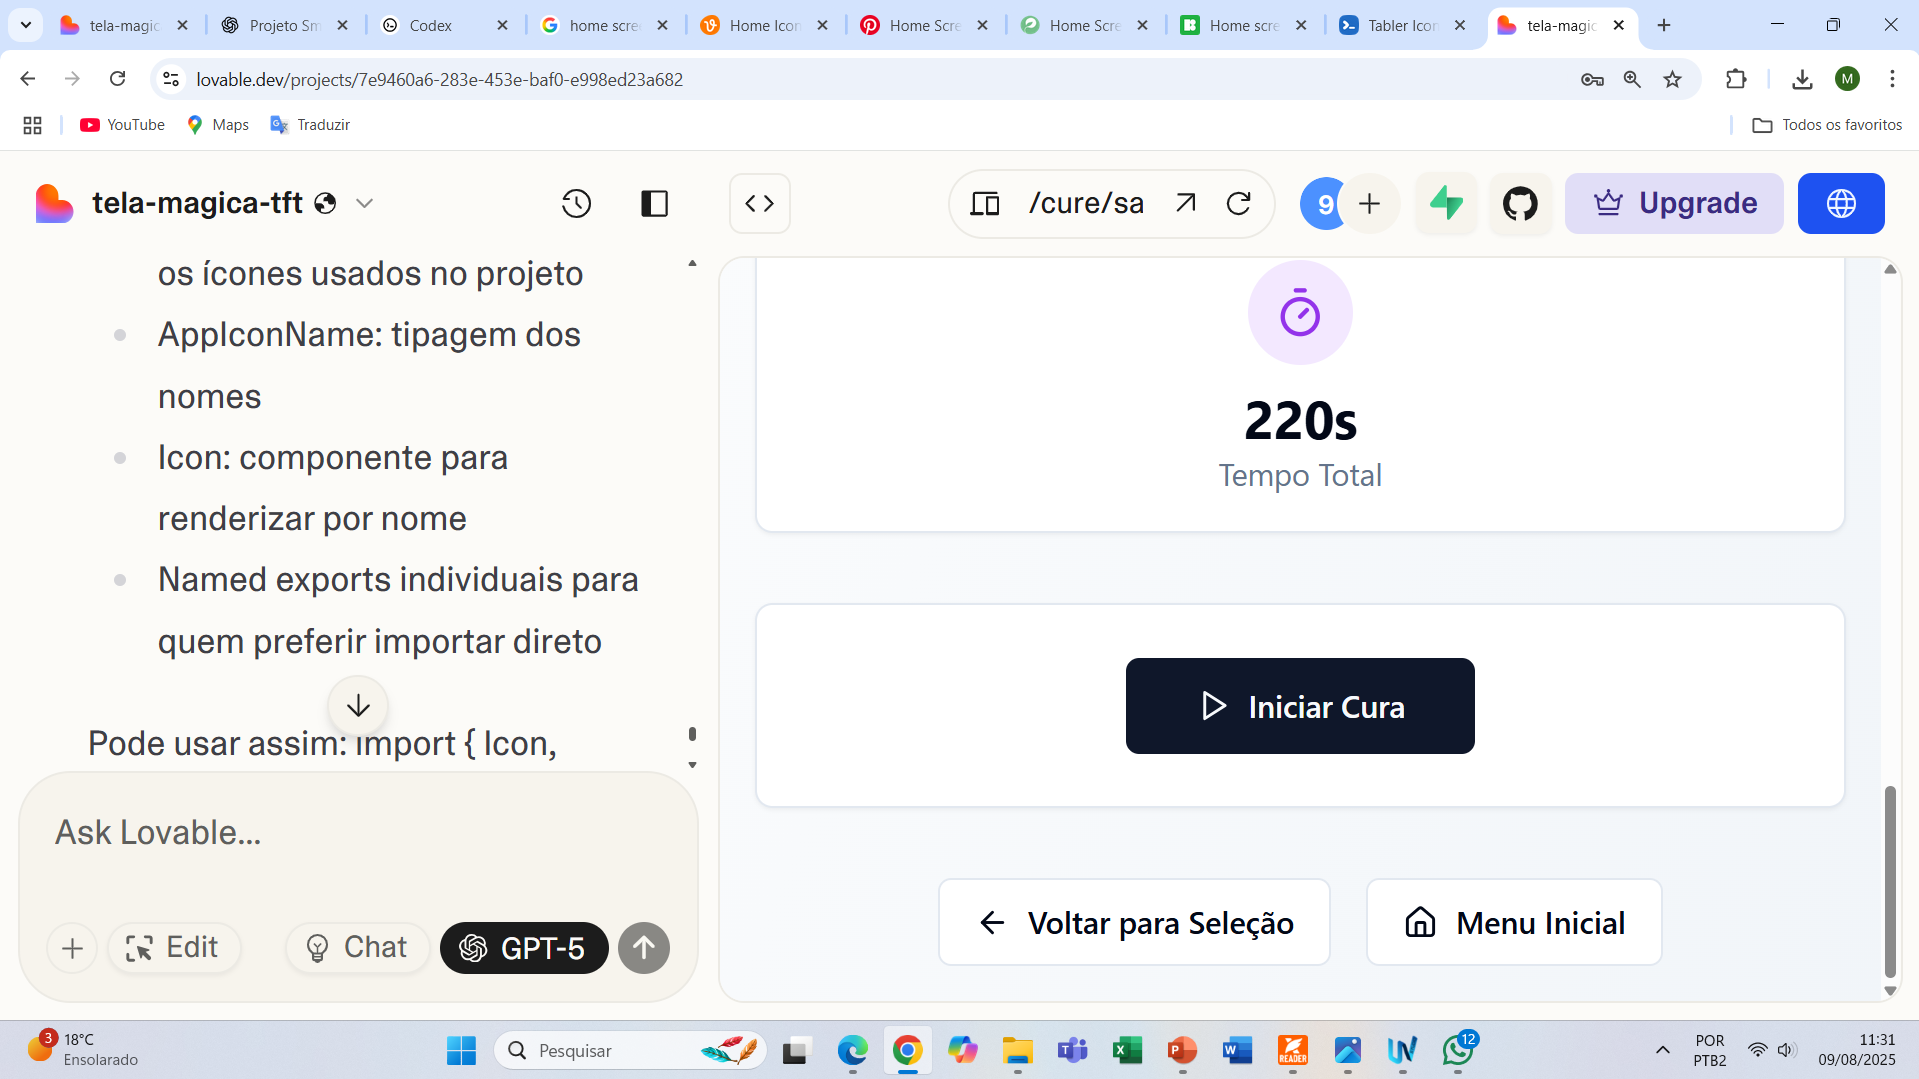 tela-magic
Projeto Sm
Codex
home scre
Home Icon
Home Scre
Home Scre
Home scre
Tabler Icon
tela-magic
lovable.dev/projects/7e9460a6-283e-453e-baf0-e998ed23a682
M
YouTube
Maps
Traduzir
Todos os favoritos
tela-magica-tft
/cure/sa
9
Upgrade
os ícones usados no projeto
AppIconName: tipagem dos
nomes
Icon: componente para
renderizar por nome
Named exports individuais para
quem preferir importar direto
Pode usar assim: import { Icon,
Ask Lovable...
Edit
Chat
GPT-5
220s
Tempo Total
Iniciar Cura
Voltar para Seleção
Menu Inicial
3
18°C
Ensolarado
Pesquisar
READER
12
POR
PTB2
11:31
09/08/2025